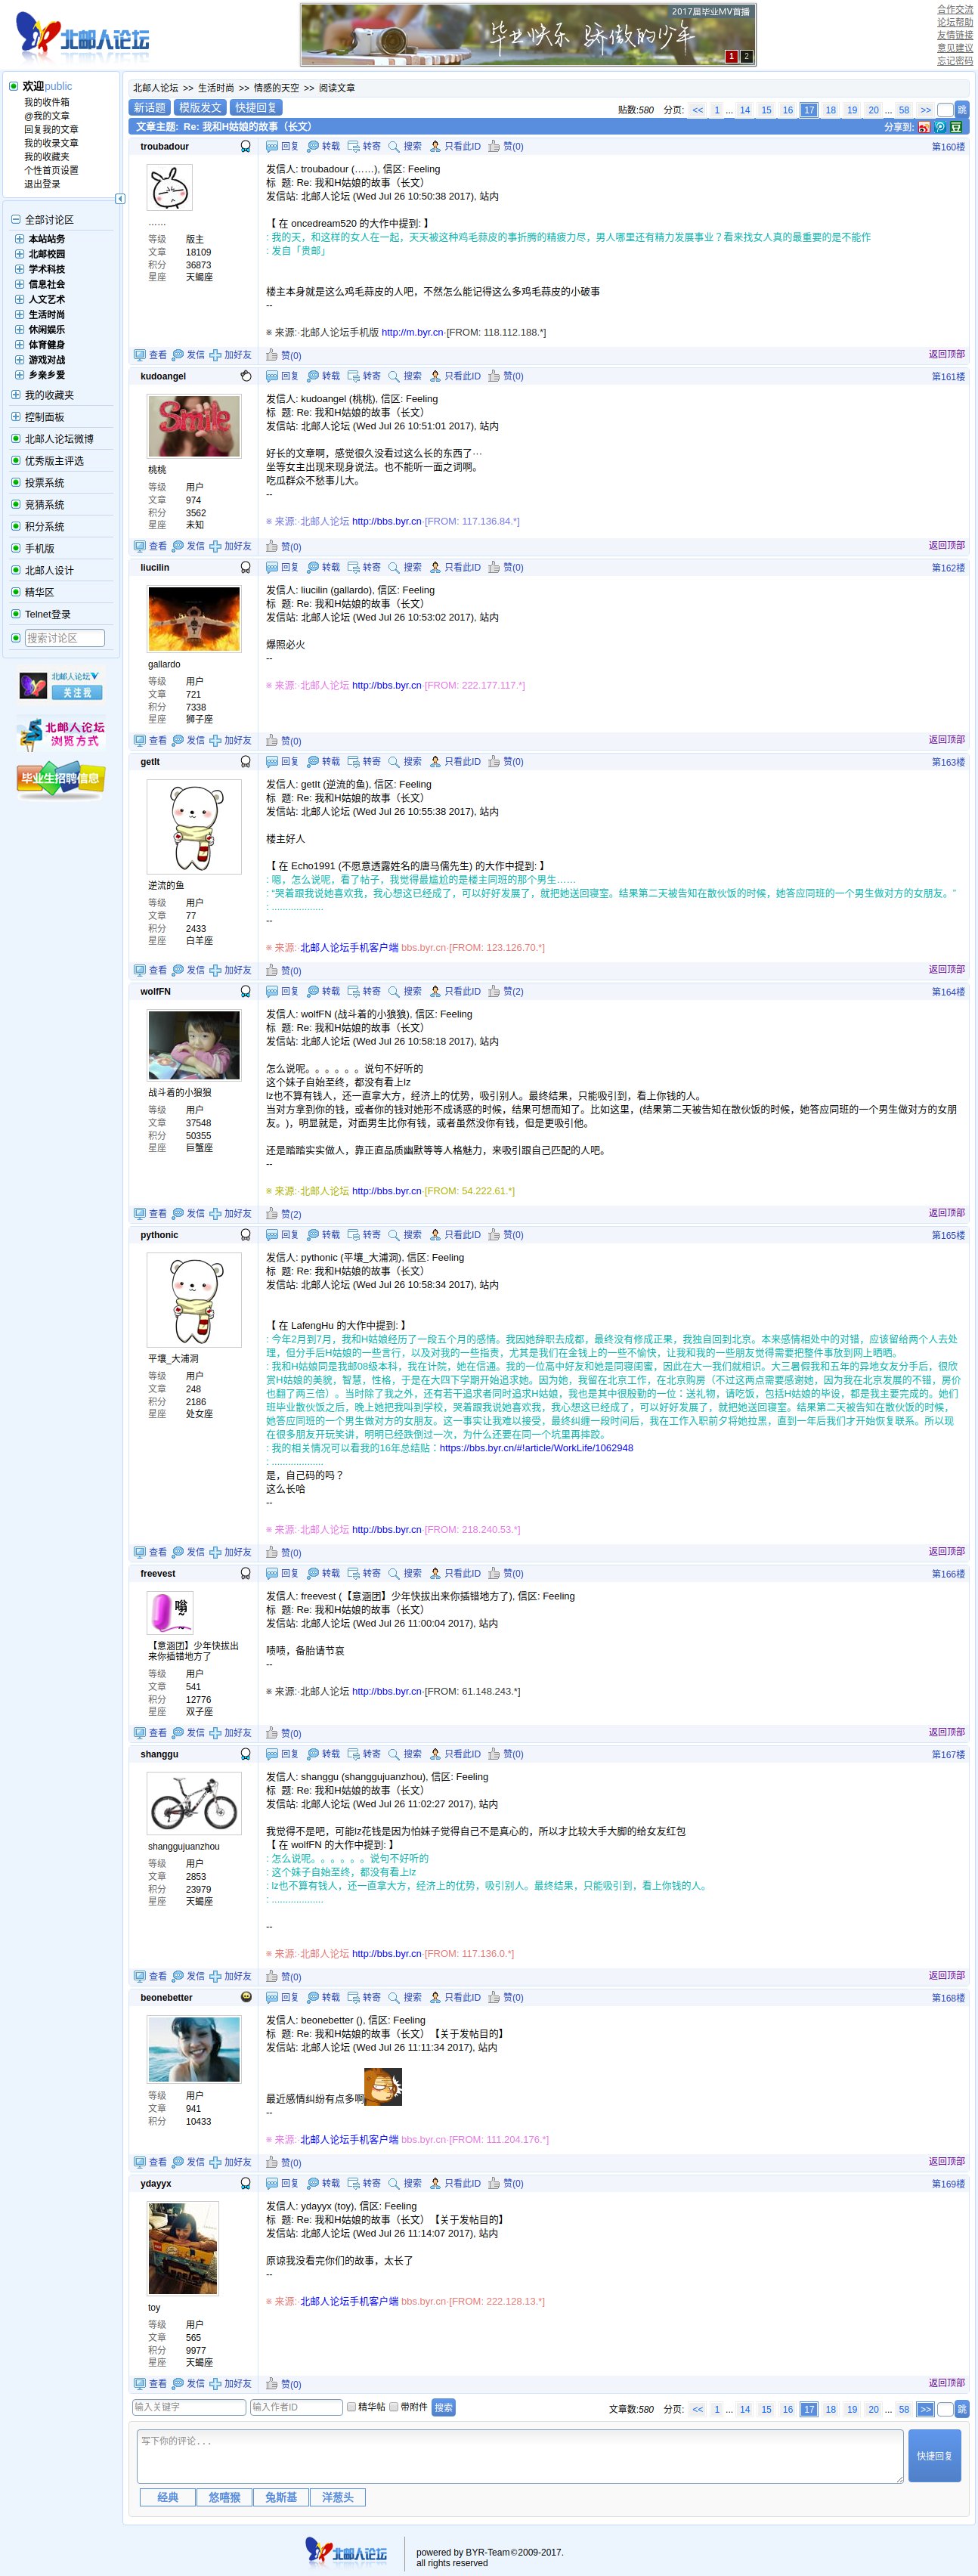 北邮人论坛
2017届毕业MV首播
毕业快乐 骄傲的少年
1 2
合作交流
论坛帮助
友情链接
意见建议
忘记密码
欢迎public
我的收件箱
@我的文章
回复我的文章
我的收录文章
我的收藏夹
个性首页设置
退出登录
全部讨论区
本站站务
北邮校园
学术科技
信息社会
人文艺术
生活时尚
休闲娱乐
体育健身
游戏对战
乡亲乡爱
我的收藏夹
控制面板
北邮人论坛微博
优秀版主评选
投票系统
竞猜系统
积分系统
手机版
北邮人设计
精华区
Telnet登录
搜索讨论区
北邮人论坛
关注我
北邮人论坛
浏览方式
毕业生招聘信息
北邮人论坛 >> 生活时尚 >> 情感的天空 >> 阅读文章
新话题 模版发文 快捷回复
贴数:580 分页: << 1 ... 14 15 16 17 18 19 20 ... 58 >> 跳
文章主题: Re: 我和H姑娘的故事（长文）
分享到: 豆
troubadour
回复 转载 转寄 搜索 只看此ID 赞(0) 第160楼
……
等级 版主
文章 18109
积分 36873
星座 天蝎座
发信人: troubadour (……), 信区: Feeling
标 题: Re: 我和H姑娘的故事（长文）
发信站: 北邮人论坛 (Wed Jul 26 10:50:38 2017), 站内
【 在 oncedream520 的大作中提到: 】
: 我的天，和这样的女人在一起，天天被这种鸡毛蒜皮的事折腾的精疲力尽，男人哪里还有精力发展事业？看来找女人真的最重要的是不能作
: 发自「贵邮」
楼主本身就是这么鸡毛蒜皮的人吧，不然怎么能记得这么多鸡毛蒜皮的小破事
--
※ 来源:·北邮人论坛手机版 http://m.byr.cn·[FROM: 118.112.188.*]
查看 发信 加好友 赞(0) 返回顶部
kudoangel
回复 转载 转寄 搜索 只看此ID 赞(0) 第161楼
Smile
桃桃
等级 用户
文章 974
积分 3562
星座 未知
发信人: kudoangel (桃桃), 信区: Feeling
标 题: Re: 我和H姑娘的故事（长文）
发信站: 北邮人论坛 (Wed Jul 26 10:51:01 2017), 站内
好长的文章啊，感觉很久没看过这么长的东西了···
坐等女主出现来现身说法。也不能听一面之词啊。
吃瓜群众不愁事儿大。
--
※ 来源:·北邮人论坛 http://bbs.byr.cn·[FROM: 117.136.84.*]
查看 发信 加好友 赞(0) 返回顶部
liucilin
回复 转载 转寄 搜索 只看此ID 赞(0) 第162楼
gallardo
等级 用户
文章 721
积分 7338
星座 狮子座
发信人: liucilin (gallardo), 信区: Feeling
标 题: Re: 我和H姑娘的故事（长文）
发信站: 北邮人论坛 (Wed Jul 26 10:53:02 2017), 站内
爆照必火
--
※ 来源:·北邮人论坛 http://bbs.byr.cn·[FROM: 222.177.117.*]
查看 发信 加好友 赞(0) 返回顶部
getIt
回复 转载 转寄 搜索 只看此ID 赞(0) 第163楼
逆流的鱼
等级 用户
文章 77
积分 2433
星座 白羊座
发信人: getIt (逆流的鱼), 信区: Feeling
标 题: Re: 我和H姑娘的故事（长文）
发信站: 北邮人论坛 (Wed Jul 26 10:55:38 2017), 站内
楼主好人
【 在 Echo1991 (不愿意透露姓名的唐马儒先生) 的大作中提到: 】
: 嗯，怎么说呢，看了帖子，我觉得最尴尬的是楼主同班的那个男生……
: “哭着跟我说她喜欢我，我心想这已经成了，可以好好发展了，就把她送回寝室。结果第二天被告知在散伙饭的时候，她答应同班的一个男生做对方的女朋友。”
: ...................
--
※ 来源:·北邮人论坛手机客户端 bbs.byr.cn·[FROM: 123.126.70.*]
查看 发信 加好友 赞(0) 返回顶部
wolfFN
回复 转载 转寄 搜索 只看此ID 赞(2) 第164楼
战斗着的小狼狼
等级 用户
文章 37548
积分 50355
星座 巨蟹座
发信人: wolfFN (战斗着的小狼狼), 信区: Feeling
标 题: Re: 我和H姑娘的故事（长文）
发信站: 北邮人论坛 (Wed Jul 26 10:58:18 2017), 站内
怎么说呢。。。。。。说句不好听的
这个妹子自始至终，都没有看上lz
lz也不算有钱人，还一直拿大方，经济上的优势，吸引别人。最终结果，只能吸引到，看上你钱的人。
当对方拿到你的钱，或者你的钱对她形不成诱惑的时候，结果可想而知了。比如这里，(结果第二天被告知在散伙饭的时候，她答应同班的一个男生做对方的女朋友。)，明显就是，对面男生比你有钱，或者虽然没你有钱，但是更吸引他。
还是踏踏实实做人，靠正直品质幽默等等人格魅力，来吸引跟自己匹配的人吧。
--
※ 来源:·北邮人论坛 http://bbs.byr.cn·[FROM: 54.222.61.*]
查看 发信 加好友 赞(2) 返回顶部
pythonic
回复 转载 转寄 搜索 只看此ID 赞(0) 第165楼
平壤_大浦洞
等级 用户
文章 248
积分 2186
星座 处女座
发信人: pythonic (平壤_大浦洞), 信区: Feeling
标 题: Re: 我和H姑娘的故事（长文）
发信站: 北邮人论坛 (Wed Jul 26 10:58:34 2017), 站内
【 在 LafengHu 的大作中提到: 】
: 今年2月到7月，我和H姑娘经历了一段五个月的感情。我因她辞职去成都，最终没有修成正果，我独自回到北京。本来感情相处中的对错，应该留给两个人去处理，但分手后H姑娘的一些言行，以及对我的一些指责，尤其是我们在金钱上的一些不愉快，让我和我的一些朋友觉得需要把整件事放到网上晒晒。
: 我和H姑娘同是我邮08级本科，我在计院，她在信通。我的一位高中好友和她是同寝闺蜜，因此在大一我们就相识。大三暑假我和五年的异地女友分手后，很欣赏H姑娘的美貌，智慧，性格，于是在大四下学期开始追求她。因为她，我留在北京工作，在北京购房（不过这两点需要感谢她，因为我在北京发展的不错，房价也翻了两三倍）。当时除了我之外，还有若干追求者同时追求H姑娘，我也是其中很殷勤的一位：送礼物，请吃饭，包括H姑娘的毕设，都是我主要完成的。她们班毕业散伙饭之后，晚上她把我叫到学校，哭着跟我说她喜欢我，我心想这已经成了，可以好好发展了，就把她送回寝室。结果第二天被告知在散伙饭的时候，她答应同班的一个男生做对方的女朋友。这一事实让我难以接受，最终纠缠一段时间后，我在工作入职前夕将她拉黑，直到一年后我们才开始恢复联系。所以现在很多朋友开玩笑讲，明明已经跌倒过一次，为什么还要在同一个坑里再摔跤。
: 我的相关情况可以看我的16年总结贴：https://bbs.byr.cn/#!article/WorkLife/1062948
: ...................
是，自己码的吗？
这么长哈
--
※ 来源:·北邮人论坛 http://bbs.byr.cn·[FROM: 218.240.53.*]
查看 发信 加好友 赞(0) 返回顶部
freevest
回复 转载 转寄 搜索 只看此ID 赞(0) 第166楼
【意涵团】少年快拔出来你插错地方了
等级 用户
文章 541
积分 12776
星座 双子座
发信人: freevest (【意涵团】少年快拔出来你插错地方了), 信区: Feeling
标 题: Re: 我和H姑娘的故事（长文）
发信站: 北邮人论坛 (Wed Jul 26 11:00:04 2017), 站内
啧啧，备胎请节哀
--
※ 来源:·北邮人论坛 http://bbs.byr.cn·[FROM: 61.148.243.*]
查看 发信 加好友 赞(0) 返回顶部
shanggu
回复 转载 转寄 搜索 只看此ID 赞(0) 第167楼
shanggujuanzhou
等级 用户
文章 2853
积分 23979
星座 天蝎座
发信人: shanggu (shanggujuanzhou), 信区: Feeling
标 题: Re: 我和H姑娘的故事（长文）
发信站: 北邮人论坛 (Wed Jul 26 11:02:27 2017), 站内
我觉得不是吧，可能lz花钱是因为怕妹子觉得自己不是真心的，所以才比较大手大脚的给女友红包
【 在 wolfFN 的大作中提到: 】
: 怎么说呢。。。。。。说句不好听的
: 这个妹子自始至终，都没有看上lz
: lz也不算有钱人，还一直拿大方，经济上的优势，吸引别人。最终结果，只能吸引到，看上你钱的人。
: ...................
--
※ 来源:·北邮人论坛 http://bbs.byr.cn·[FROM: 117.136.0.*]
查看 发信 加好友 赞(0) 返回顶部
beonebetter
回复 转载 转寄 搜索 只看此ID 赞(0) 第168楼
等级 用户
文章 941
积分 10433
发信人: beonebetter (), 信区: Feeling
标 题: Re: 我和H姑娘的故事（长文）【关于发帖目的】
发信站: 北邮人论坛 (Wed Jul 26 11:11:34 2017), 站内
最近感情纠纷有点多啊
--
※ 来源:·北邮人论坛手机客户端 bbs.byr.cn·[FROM: 111.204.176.*]
查看 发信 加好友 赞(0) 返回顶部
ydayyx
回复 转载 转寄 搜索 只看此ID 赞(0) 第169楼
toy
等级 用户
文章 565
积分 9977
星座 天蝎座
发信人: ydayyx (toy), 信区: Feeling
标 题: Re: 我和H姑娘的故事（长文）【关于发帖目的】
发信站: 北邮人论坛 (Wed Jul 26 11:14:07 2017), 站内
原谅我没看完你们的故事，太长了
--
※ 来源:·北邮人论坛手机客户端 bbs.byr.cn·[FROM: 222.128.13.*]
查看 发信 加好友 赞(0) 返回顶部
输入关键字 输入作者ID 精华帖 带附件 搜索
文章数:580 分页: << 1 ... 14 15 16 17 18 19 20 ... 58 >> 跳
写下你的评论...
快捷回复
经典 悠嘻猴 兔斯基 洋葱头
北邮人论坛
powered by BYR-Team©2009-2017.
all rights reserved